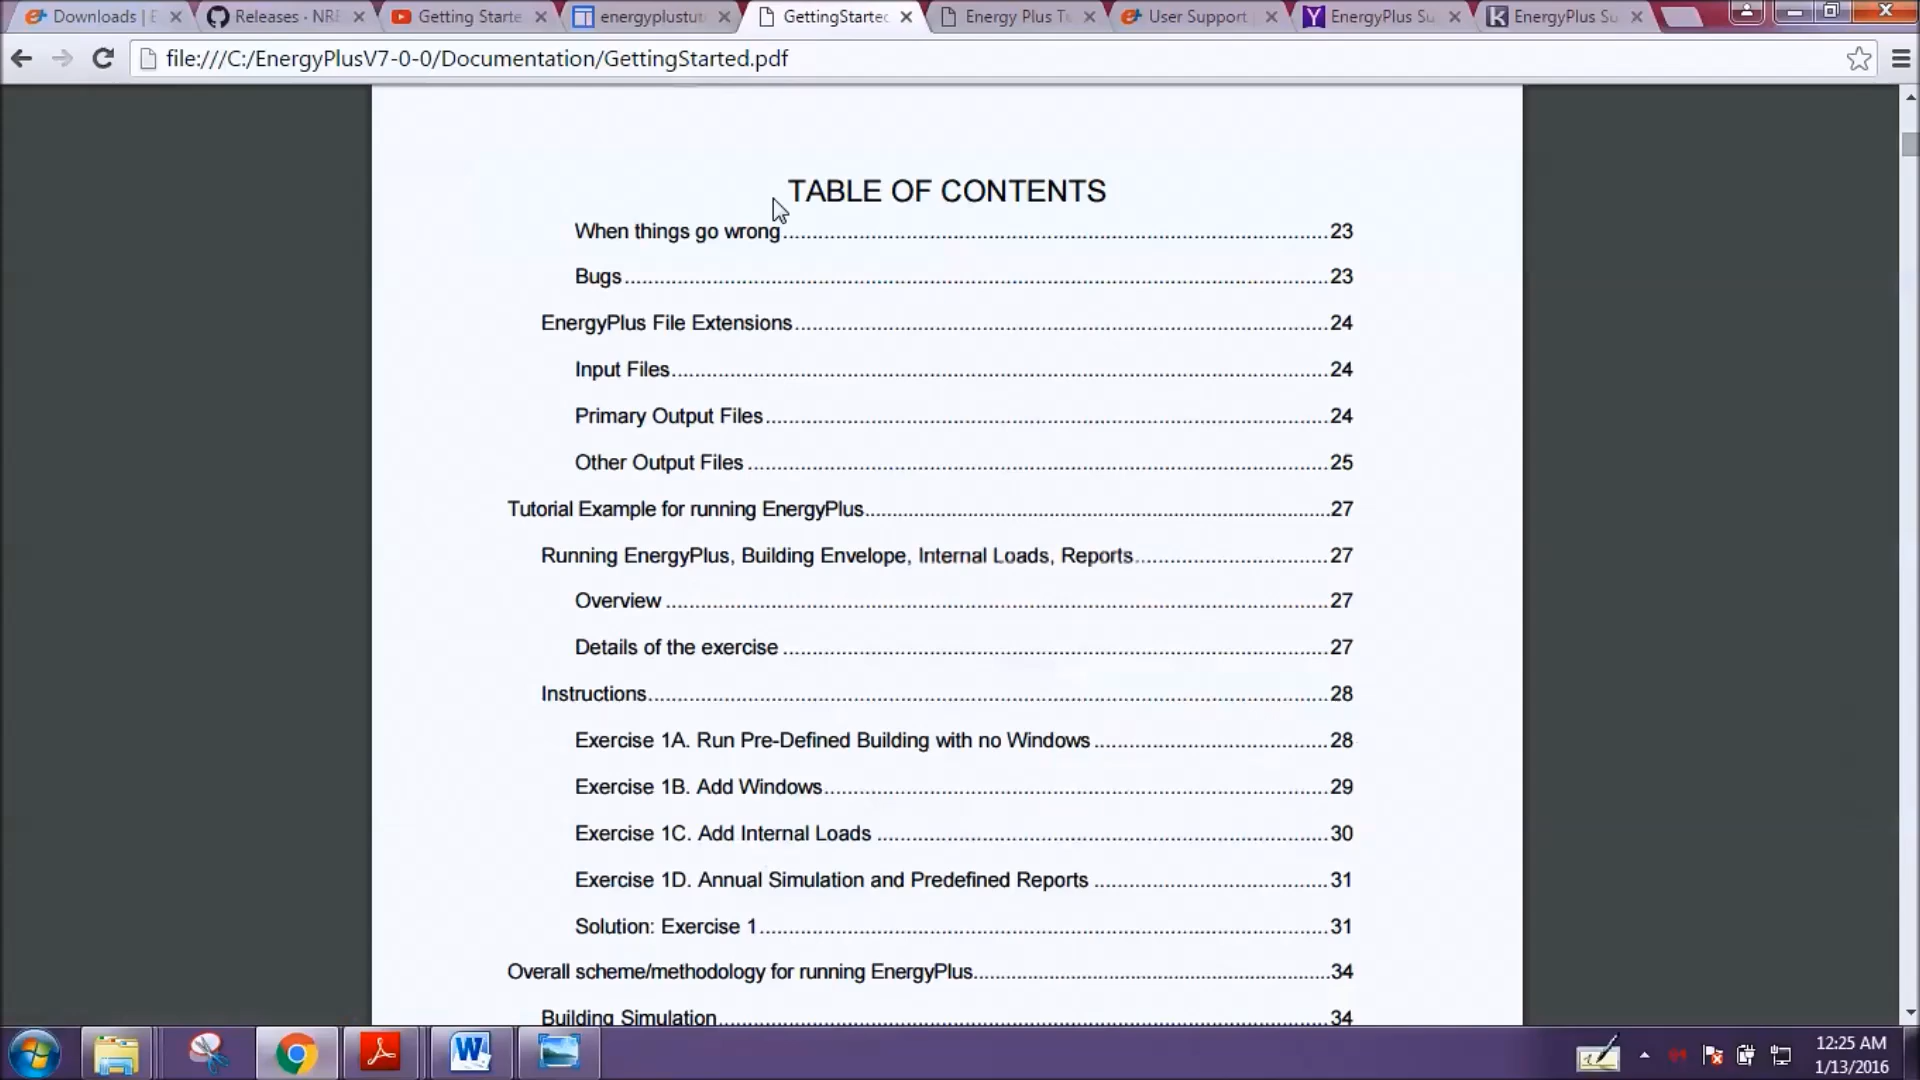 Downloads | E
Releases · NRE
Getting Starte
energyplustut
GettingStarted
Energy Plus T
User Support
EnergyPlus Su
EnergyPlus Su
file:///C:/EnergyPlusV7-0-0/Documentation/GettingStarted.pdf
TABLE OF CONTENTS
When things go wrong 23
Bugs 23
EnergyPlus File Extensions 24
Input Files 24
Primary Output Files 24
Other Output Files 25
Tutorial Example for running EnergyPlus 27
Running EnergyPlus, Building Envelope, Internal Loads, Reports 27
Overview 27
Details of the exercise 27
Instructions 28
Exercise 1A. Run Pre-Defined Building with no Windows 28
Exercise 1B. Add Windows 29
Exercise 1C. Add Internal Loads 30
Exercise 1D. Annual Simulation and Predefined Reports 31
Solution: Exercise 1 31
Overall scheme/methodology for running EnergyPlus 34
Building Simulation 34
12:25 AM
1/13/2016